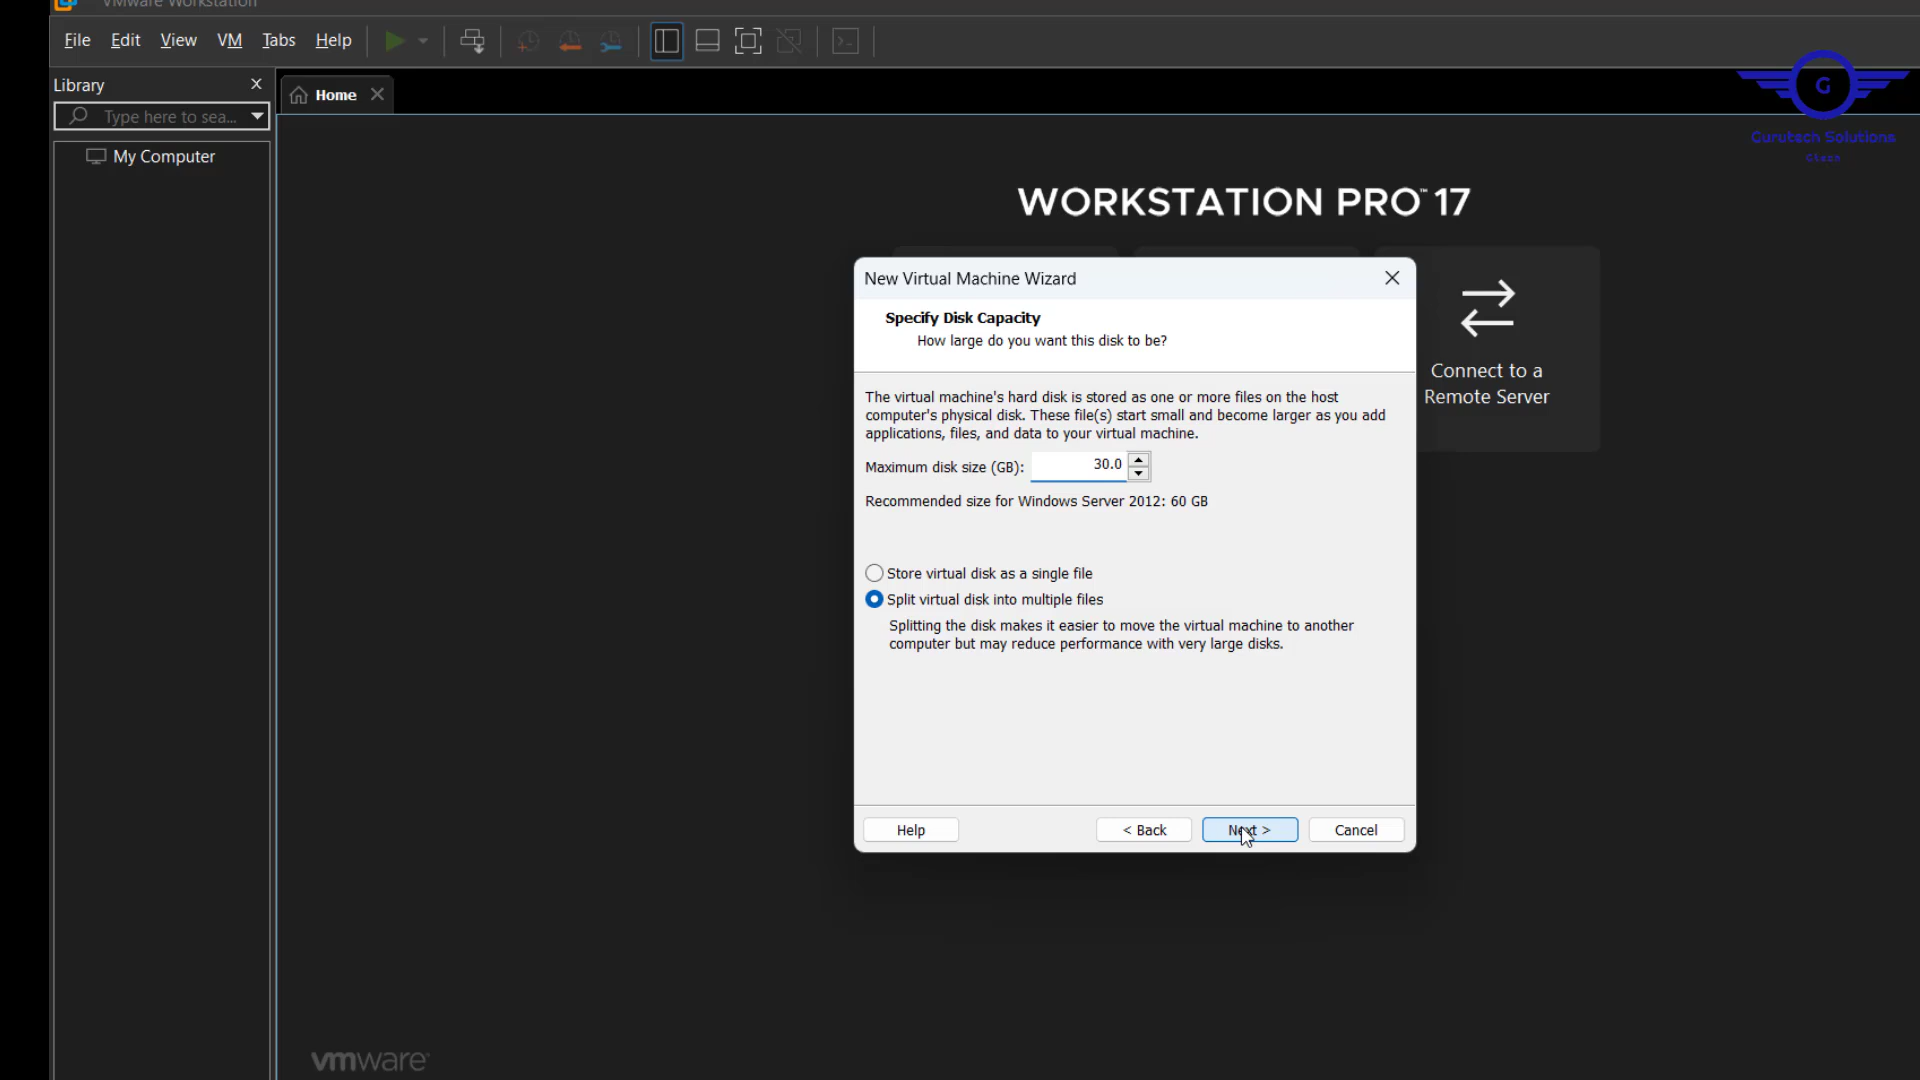 VMware Workstation
File Edit View VM Tabs Help
Library
Home
Type here to sea...
My Computer
G
Gurutech Solutions
WORKSTATION PRO™ 17
Connect to a
Remote Server
New Virtual Machine Wizard
Specify Disk Capacity
How large do you want this disk to be?
The virtual machine's hard disk is stored as one or more files on the host
computer's physical disk. These file(s) start small and become larger as you add
applications, files, and data to your virtual machine.
Maximum disk size (GB): 30.0
Recommended size for Windows Server 2012: 60 GB
Store virtual disk as a single file
Split virtual disk into multiple files
Splitting the disk makes it easier to move the virtual machine to another
computer but may reduce performance with very large disks.
Help < Back Next > Cancel
vmware